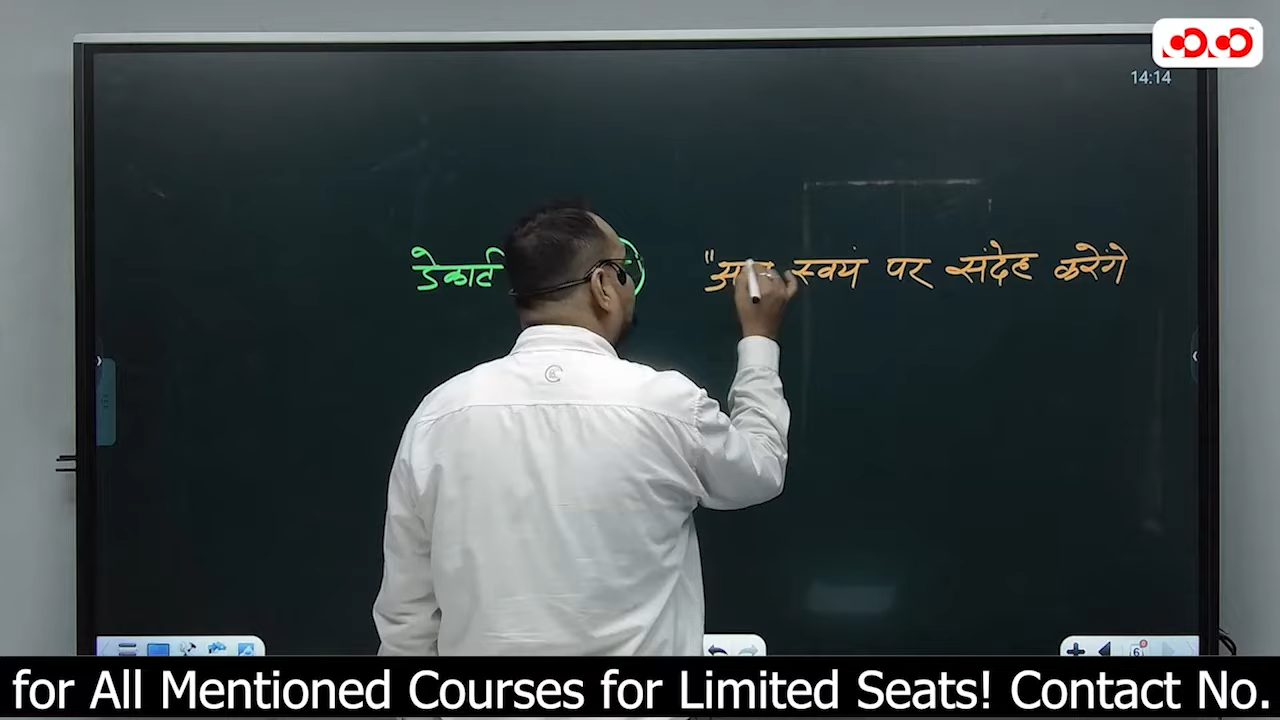 14:14
डेकार्ट " स्वयं पर संदेह करेंगे
for All Mentioned Courses for Limited Seats! Contact No.